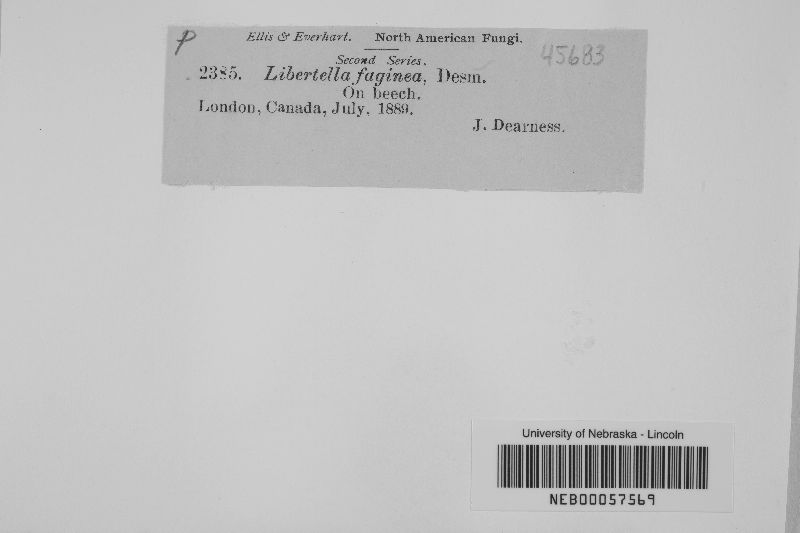 p
Ellis & Everhart. North American Fungi.
Second Series.
45683
2385. Libertella faginea, Desm.
On beech.
London, Canada, July, 1889.
J. Dearness.
University of Nebraska - Lincoln
NEB00057569